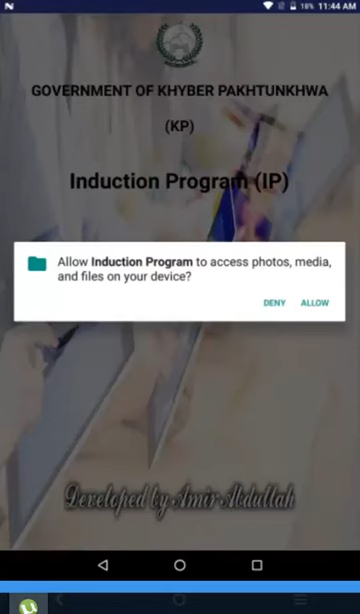 18% 11:44 AM
GOVERNMENT OF KHYBER PAKHTUNKHWA
(KP)
Induction Program (IP)
Allow Induction Program to access photos, media,
and files on your device?
DENY ALLOW
Developed by Amir Abdullah